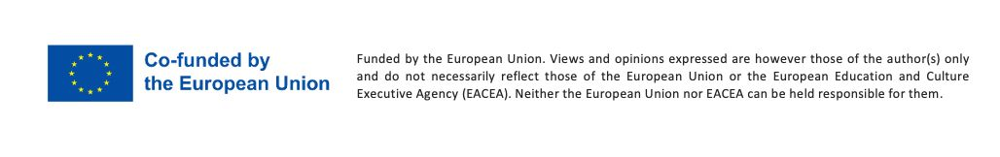 Co-funded by
the European Union
Funded by the European Union. Views and opinions expressed are however those of the author(s) only
and do not necessarily reflect those of the European Union or the European Education and Culture
Executive Agency (EACEA). Neither the European Union nor EACEA can be held responsible for them.